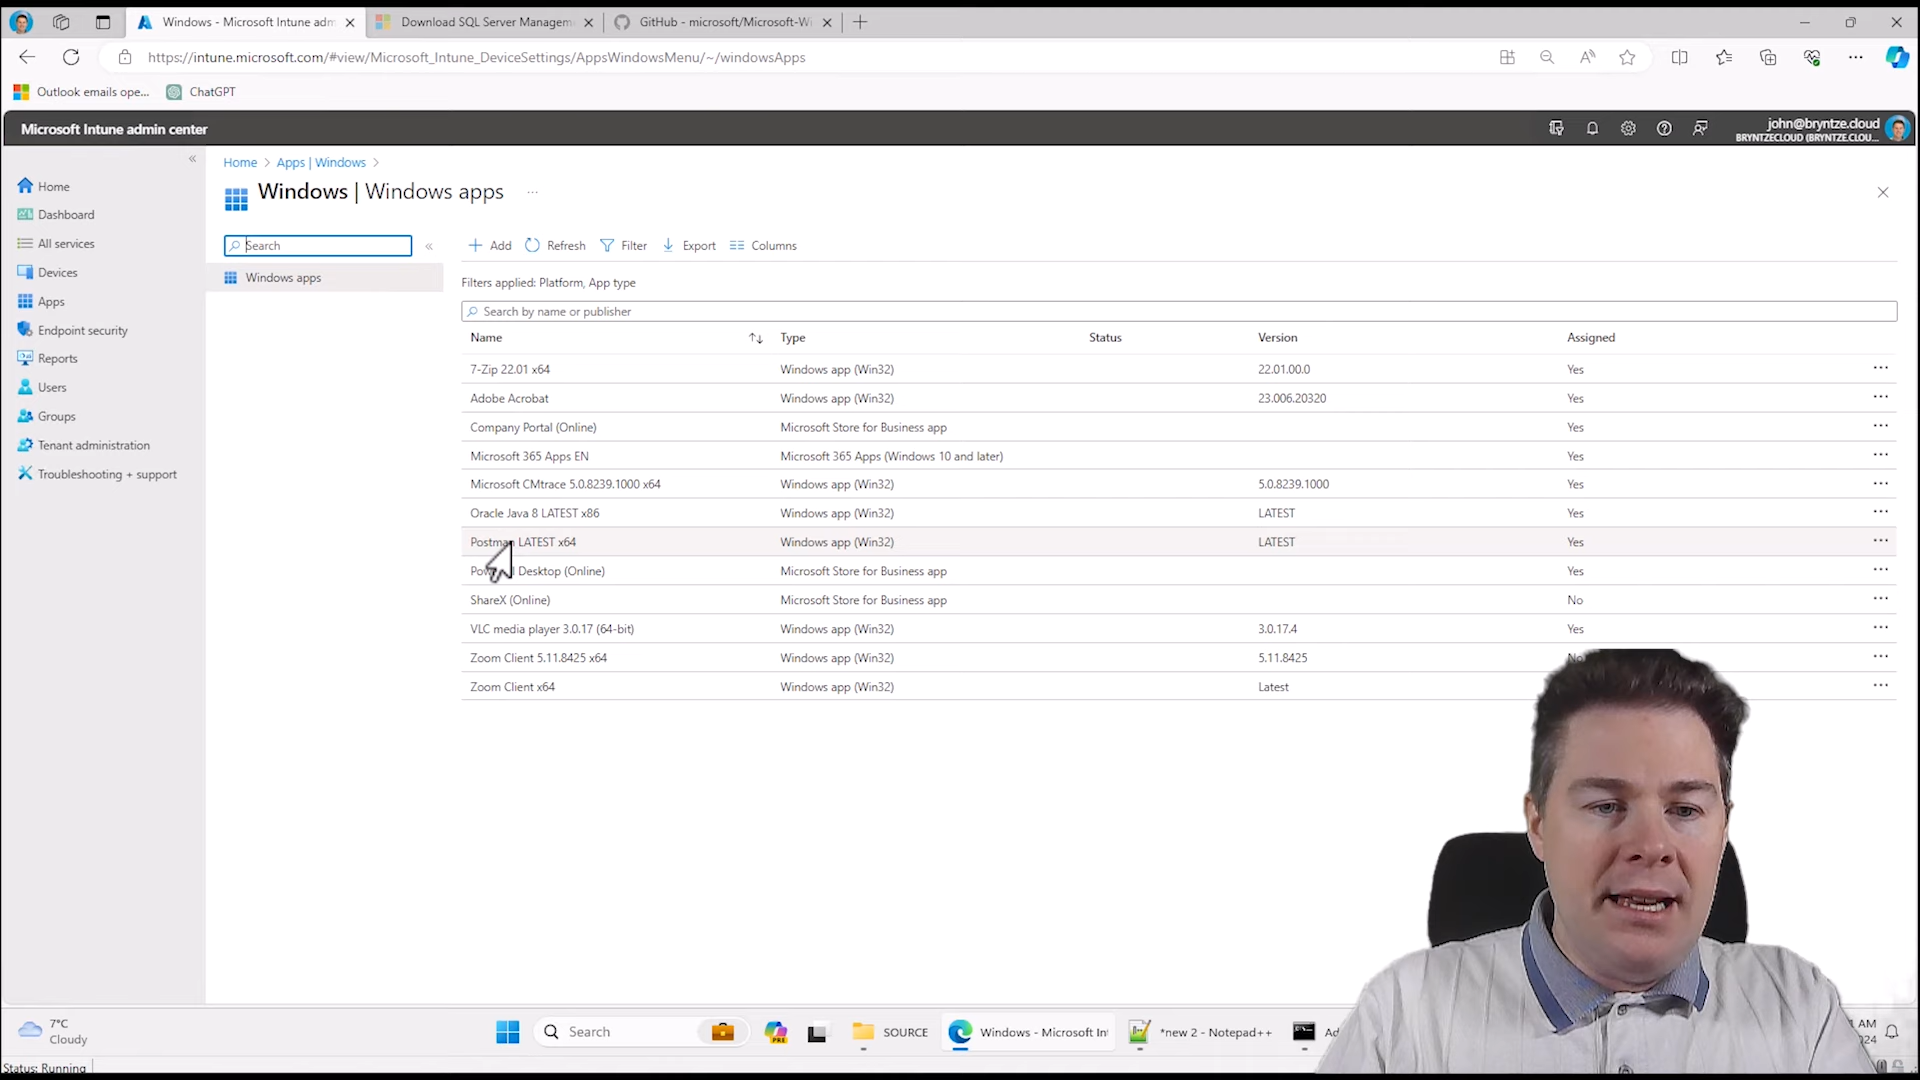 Windows - Microsoft Intune adm
Download SQL Server Managem
GitHub - microsoft/Microsoft-Wi
https://intune.microsoft.com/#view/Microsoft_Intune_DeviceSettings/AppsWindowsMenu/~/windowsApps
Outlook emails ope...
ChatGPT
Microsoft Intune admin center
john@bryntze.cloud
BRYNTZECLOUD (BRYNTZE.CLOU...
Home
Dashboard
All services
Devices
Apps
Endpoint security
Reports
Users
Groups
Tenant administration
Troubleshooting + support
Home > Apps | Windows >
Windows | Windows apps ...
Search
Windows apps
Add Refresh Filter Export Columns
Filters applied: Platform, App type
Search by name or publisher
Name Type Status Version Assigned
7-Zip 22.01 x64 Windows app (Win32) 22.01.00.0 Yes
Adobe Acrobat Windows app (Win32) 23.006.20320 Yes
Company Portal (Online) Microsoft Store for Business app Yes
Microsoft 365 Apps EN Microsoft 365 Apps (Windows 10 and later) Yes
Microsoft CMtrace 5.0.8239.1000 x64 Windows app (Win32) 5.0.8239.1000 Yes
Oracle Java 8 LATEST x86 Windows app (Win32) LATEST Yes
Postman LATEST x64 Windows app (Win32) LATEST Yes
Desktop (Online) Microsoft Store for Business app Yes
ShareX (Online) Microsoft Store for Business app No
VLC media player 3.0.17 (64-bit) Windows app (Win32) 3.0.17.4 Yes
Zoom Client 5.11.8425 x64 Windows app (Win32) 5.11.8425 No
Zoom Client x64 Windows app (Win32) Latest
7°C
Cloudy
Search
PRE
SOURCE
Windows - Microsoft Int
*new 2 - Notepad++
Ad
AM
024
Status: Running